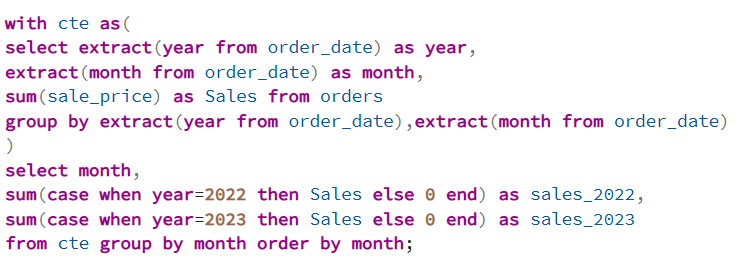 with cte as(
select extract(year from order_date) as year,
extract(month from order_date) as month,
sum(sale_price) as Sales from orders
group by extract(year from order_date),extract(month from order_date)
)
select month,
sum(case when year=2022 then Sales else 0 end) as sales_2022,
sum(case when year=2023 then Sales else 0 end) as sales_2023
from cte group by month order by month;